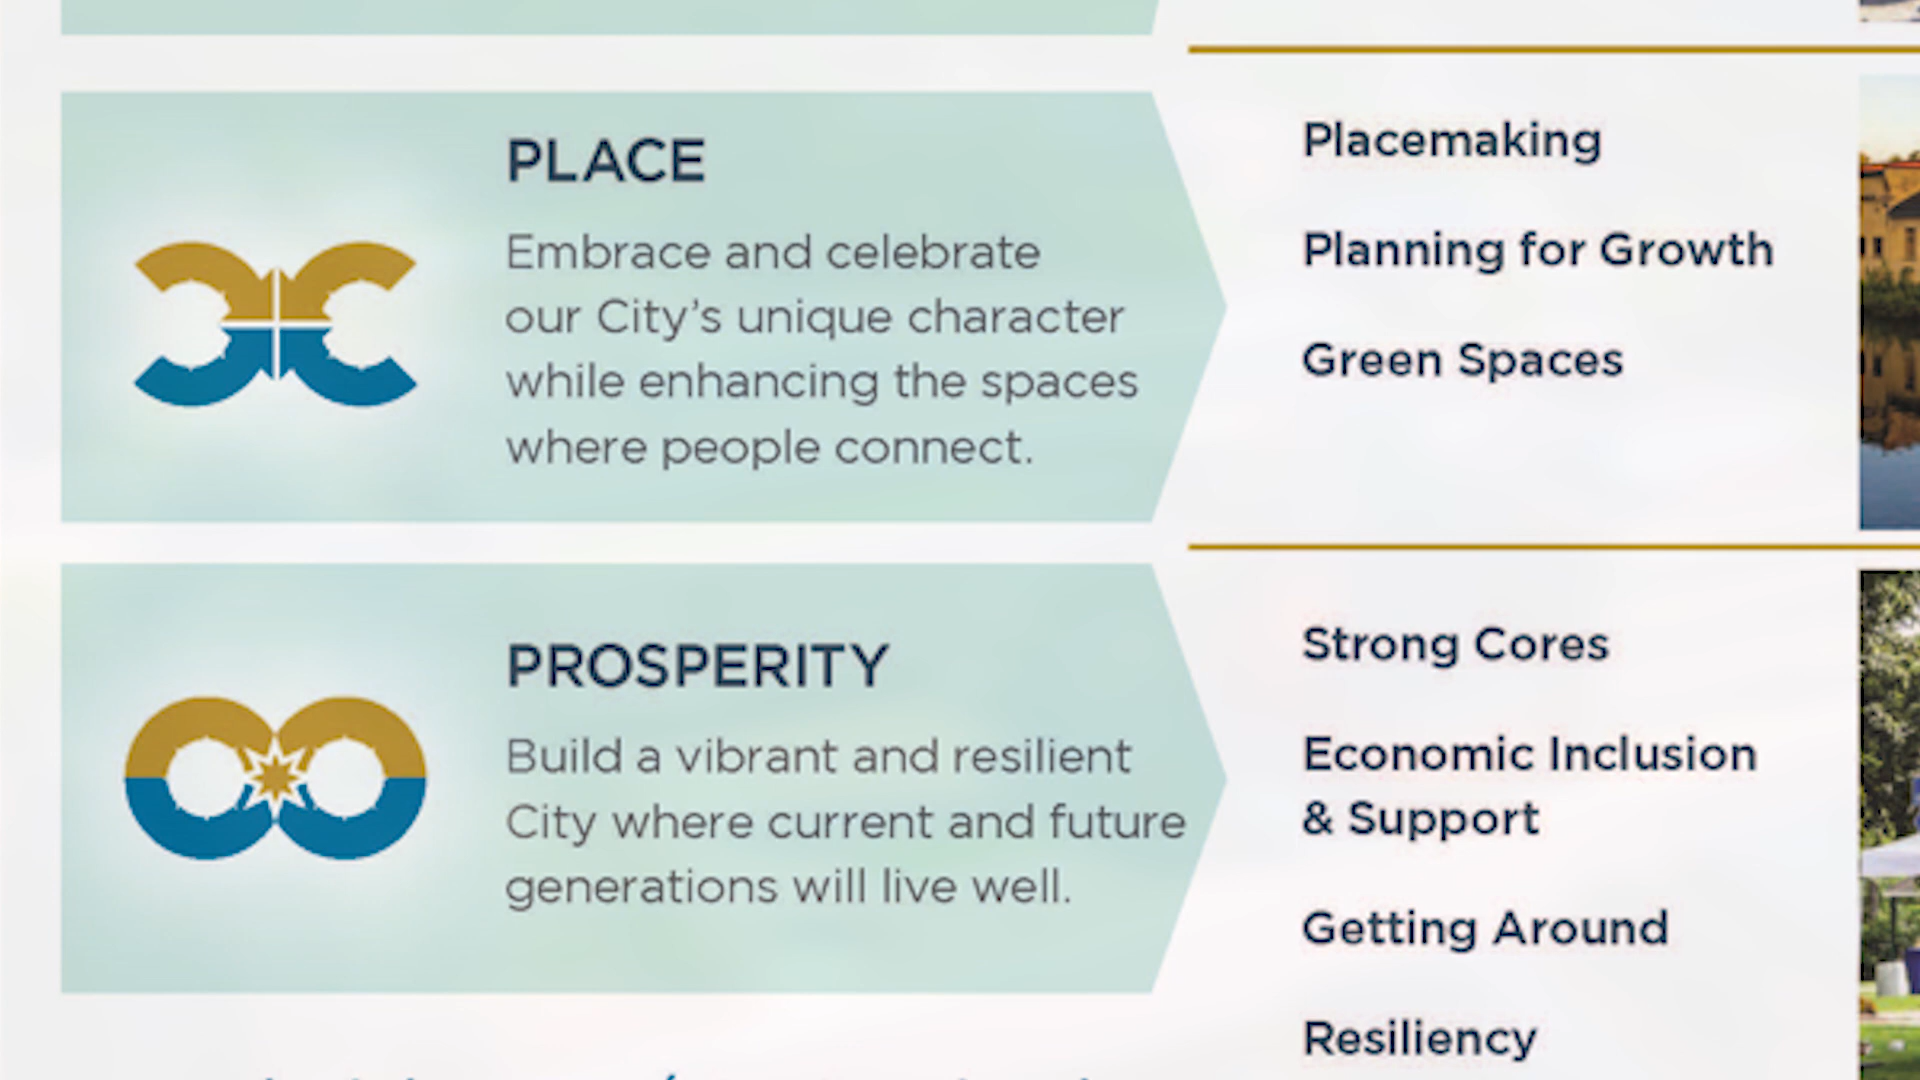 PLACE
Embrace and celebrate
our City's unique character
while enhancing the spaces
where people connect.
Placemaking
Planning for Growth
Green Spaces
PROSPERITY
Build a vibrant and resilient
City where current and future
generations will live well.
Strong Cores
Economic Inclusion
& Support
Getting Around
Resiliency